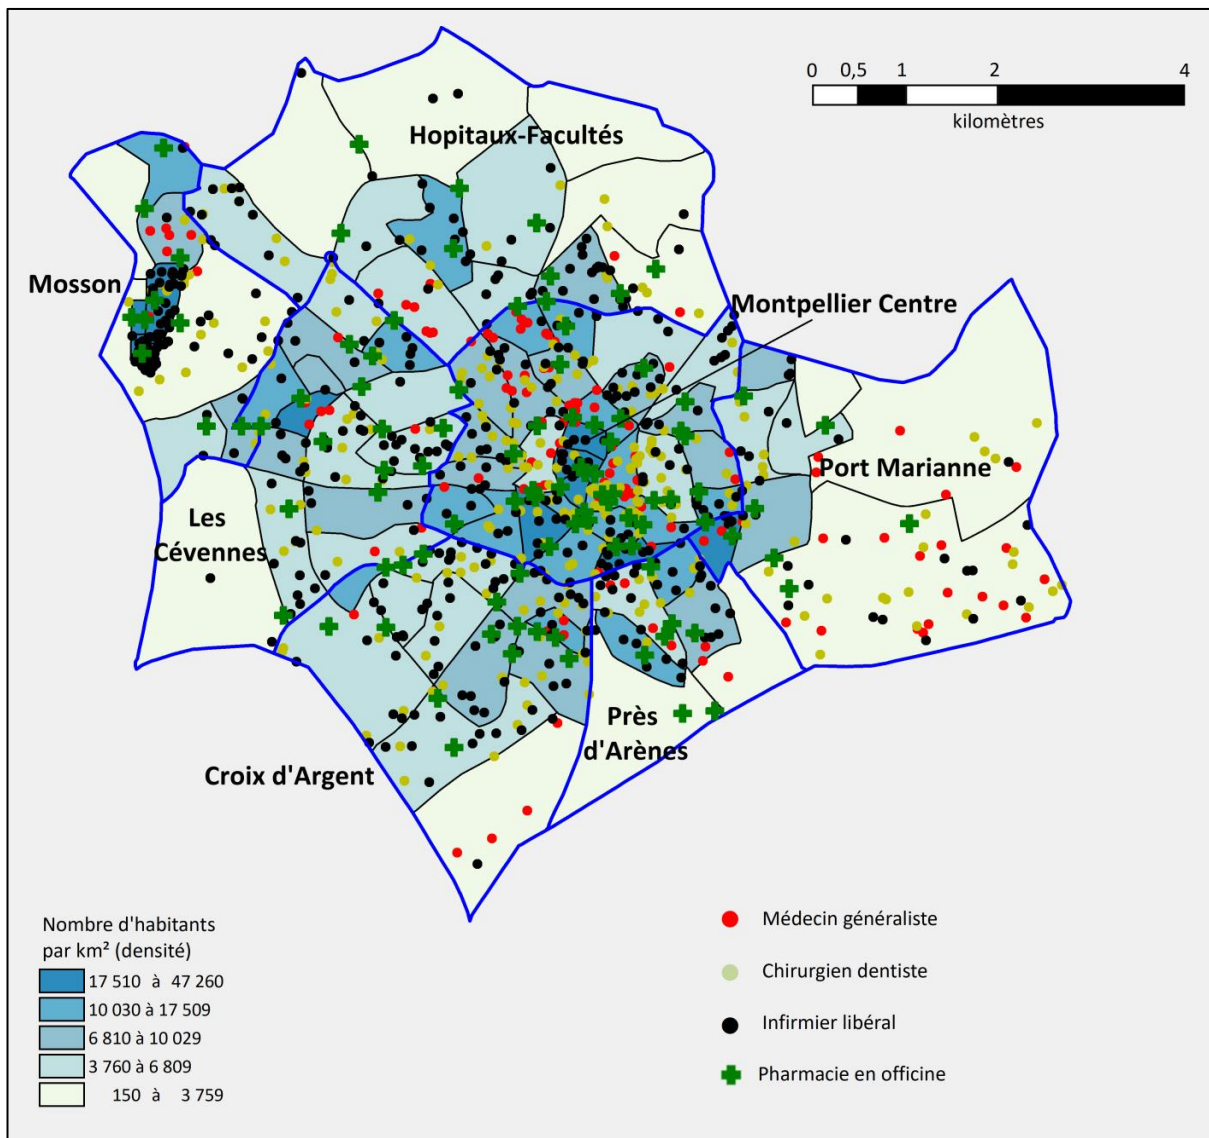 0 0,5 1 2 4
kilomètres
Hopitaux-Facultés
Mosson
Montpellier Centre
Port Marianne
Les
Cévennes
Près
d'Arènes
Croix d'Argent
Nombre d'habitants
par km² (densité)
17 510 à 47 260
10 030 à 17 509
6 810 à 10 029
3 760 à 6 809
150 à 3 759
Médecin généraliste
Chirurgien dentiste
Infirmier libéral
Pharmacie en officine